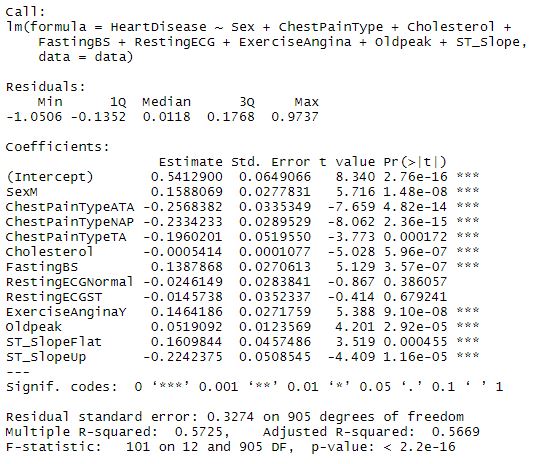 Call:
lm(formula = HeartDisease ~ Sex + ChestPainType + Cholesterol +
    FastingBS + RestingECG + ExerciseAngina + Oldpeak + ST_Slope,
    data = data)

Residuals:
    Min      1Q  Median      3Q     Max
-1.0506 -0.1352  0.0118  0.1768  0.9737

Coefficients:
                   Estimate Std. Error t value Pr(>|t|)
(Intercept)       0.5412900  0.0649066   8.340 2.76e-16 ***
SexM              0.1588069  0.0277831   5.716 1.48e-08 ***
ChestPainTypeATA -0.2568382  0.0335349  -7.659 4.82e-14 ***
ChestPainTypeNAP -0.2334233  0.0289529  -8.062 2.36e-15 ***
ChestPainTypeTA  -0.1960201  0.0519550  -3.773 0.000172 ***
Cholesterol      -0.0005414  0.0001077  -5.028 5.96e-07 ***
FastingBS         0.1387868  0.0270613   5.129 3.57e-07 ***
RestingECGNormal -0.0246149  0.0283841  -0.867 0.386057
RestingECGST     -0.0145738  0.0352337  -0.414 0.679241
ExerciseAnginaY   0.1464186  0.0271759   5.388 9.10e-08 ***
Oldpeak           0.0519092  0.0123569   4.201 2.92e-05 ***
ST_SlopeFlat      0.1609844  0.0457486   3.519 0.000455 ***
ST_SlopeUp       -0.2242375  0.0508545  -4.409 1.16e-05 ***
---
Signif. codes:  0 ‘***’ 0.001 ‘**’ 0.01 ‘*’ 0.05 ‘.’ 0.1 ‘ ’ 1

Residual standard error: 0.3274 on 905 degrees of freedom
Multiple R-squared:  0.5725,    Adjusted R-squared:  0.5669
F-statistic:   101 on 12 and 905 DF,  p-value: < 2.2e-16